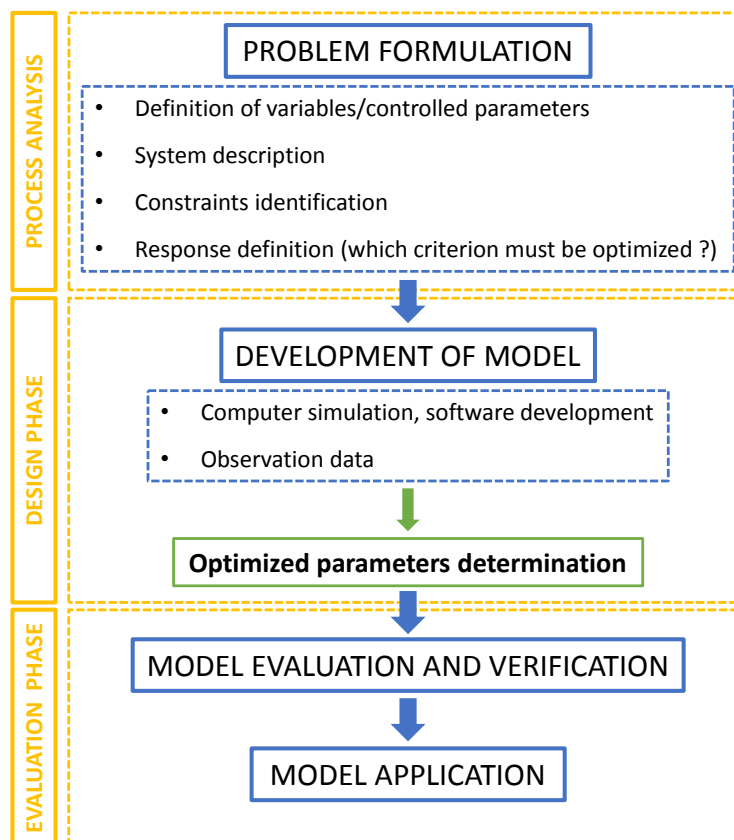 PROCESS ANALYSIS
PROBLEM FORMULATION
• Definition of variables/controlled parameters
• System description
• Constraints identification
• Response definition (which criterion must be optimized ?)
DESIGN PHASE
DEVELOPMENT OF MODEL
• Computer simulation, software development
• Observation data
Optimized parameters determination
EVALUATION PHASE
MODEL EVALUATION AND VERIFICATION
MODEL APPLICATION